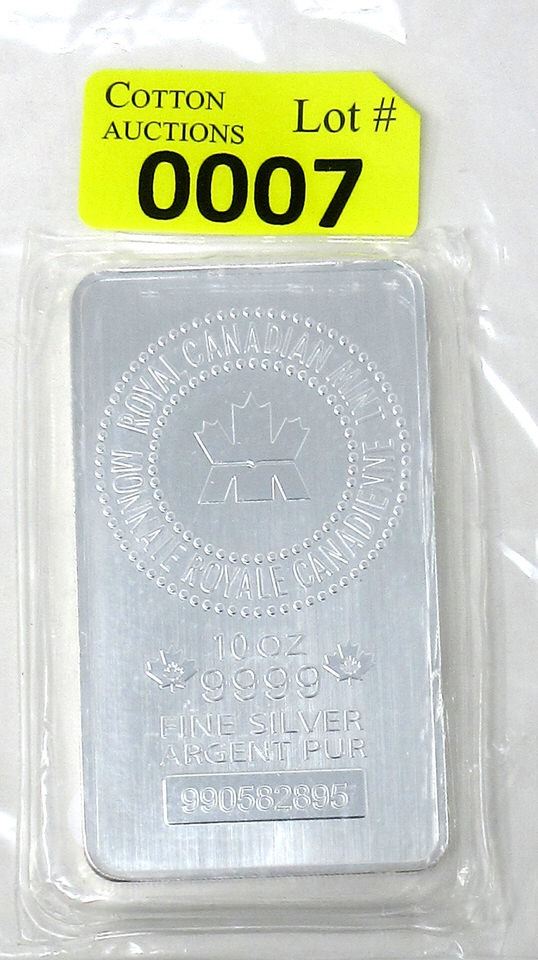 COTTON
AUCTIONS
Lot #
0007
ROYAL CANADIAN MINT
MONNAIE ROYALE CANADIENNE
10 OZ
9999
FINE SILVER
ARGENT PUR
990582895